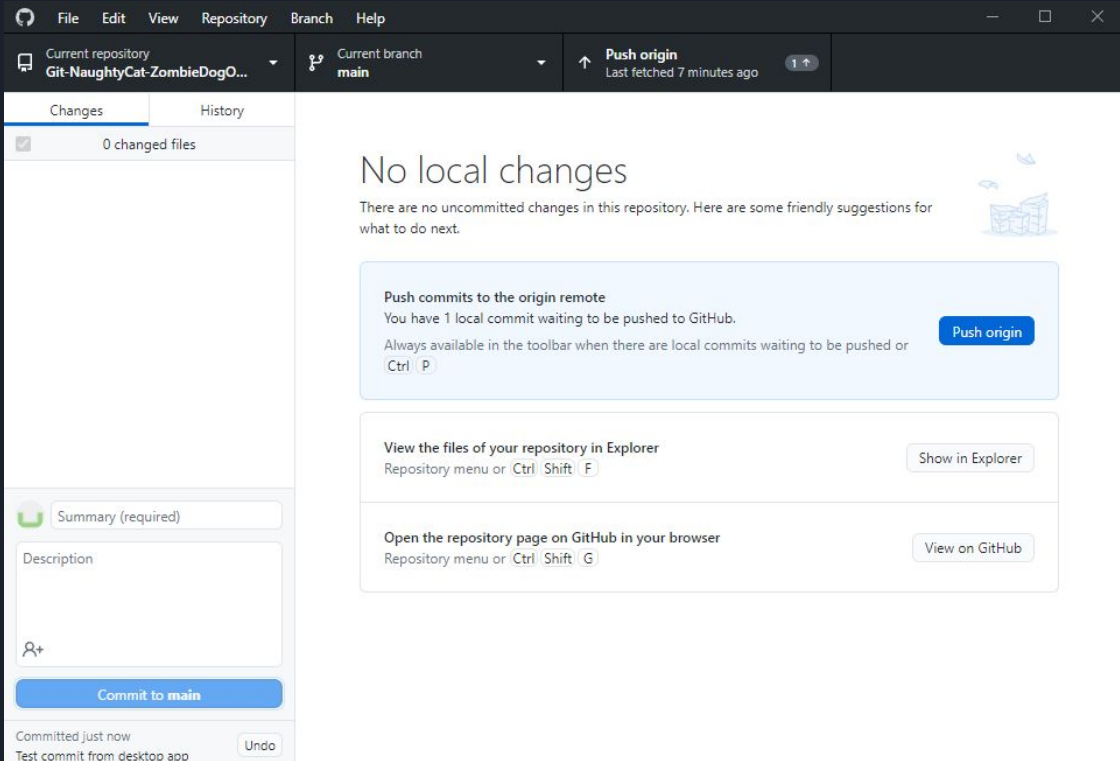 File Edit View Repository Branch Help
Current repository
Git-NaughtyCat-ZombieDogO...
Current branch
main
Push origin
Last fetched 7 minutes ago
1
Changes History
0 changed files
No local changes
There are no uncommitted changes in this repository. Here are some friendly suggestions for
what to do next.
Push commits to the origin remote
You have 1 local commit waiting to be pushed to GitHub.
Always available in the toolbar when there are local commits waiting to be pushed or
Ctrl P
Push origin
View the files of your repository in Explorer
Repository menu or Ctrl Shift F
Show in Explorer
Open the repository page on GitHub in your browser
Repository menu or Ctrl Shift G
View on GitHub
Summary (required)
Description
Commit to main
Committed just now
Test commit from desktop app
Undo